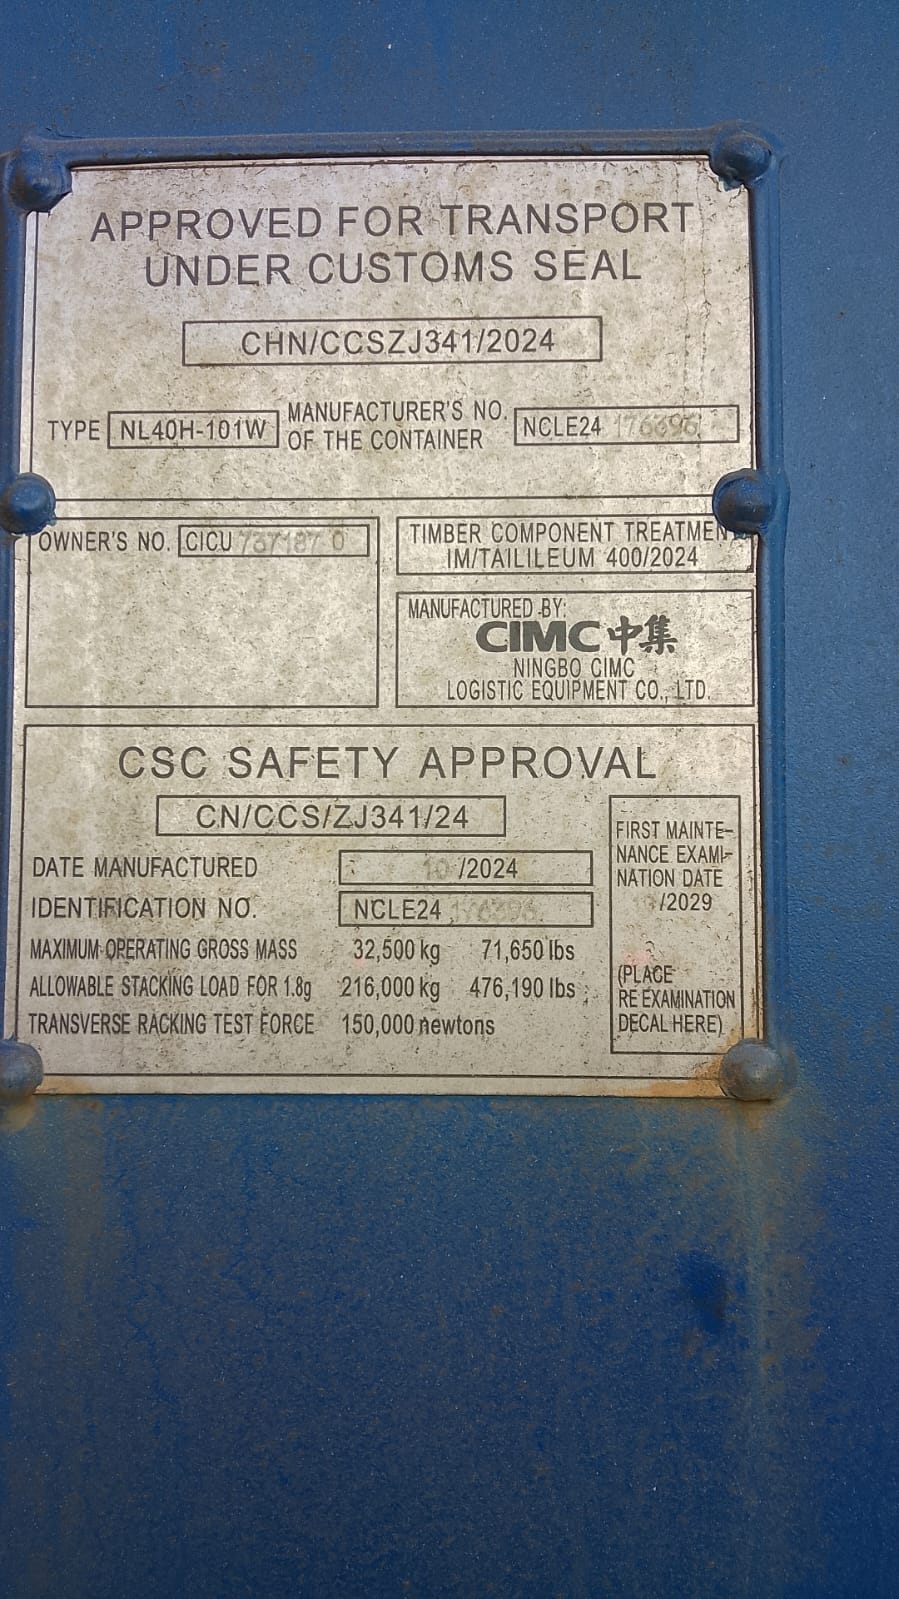 APPROVED FOR TRANSPORT
UNDER CUSTOMS SEAL
CHN/CCSZJ341/2024
TYPE NL40H-101W MANUFACTURER'S NO. OF THE CONTAINER NCLE24
OWNER'S NO. CICU
TIMBER COMPONENT TREATMEN
IM/TAILILEUM 400/2024
MANUFACTURED BY:
CIMC 中集
NINGBO CIMC
LOGISTIC EQUIPMENT CO., LTD.
CSC SAFETY APPROVAL
CN/CCS/ZJ341/24
DATE MANUFACTURED 10/2024
IDENTIFICATION NO. NCLE24
MAXIMUM OPERATING GROSS MASS 32,500 kg 71,650 lbs
ALLOWABLE STACKING LOAD FOR 1.8g 216,000 kg 476,190 lbs
TRANSVERSE RACKING TEST FORCE 150,000 newtons
FIRST MAINTE-
NANCE EXAMI-
NATION DATE
/2029
(PLACE
RE EXAMINATION
DECAL HERE)